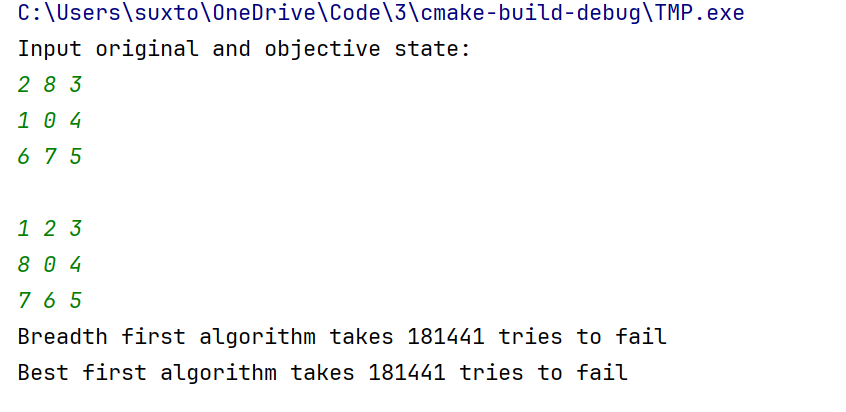 C:\Users\suxto\OneDrive\Code\3\cmake-build-debug\TMP.exe
Input original and objective state:
2 8 3
1 0 4
6 7 5
1 2 3
8 0 4
7 6 5
Breadth first algorithm takes 181441 tries to fail
Best first algorithm takes 181441 tries to fail